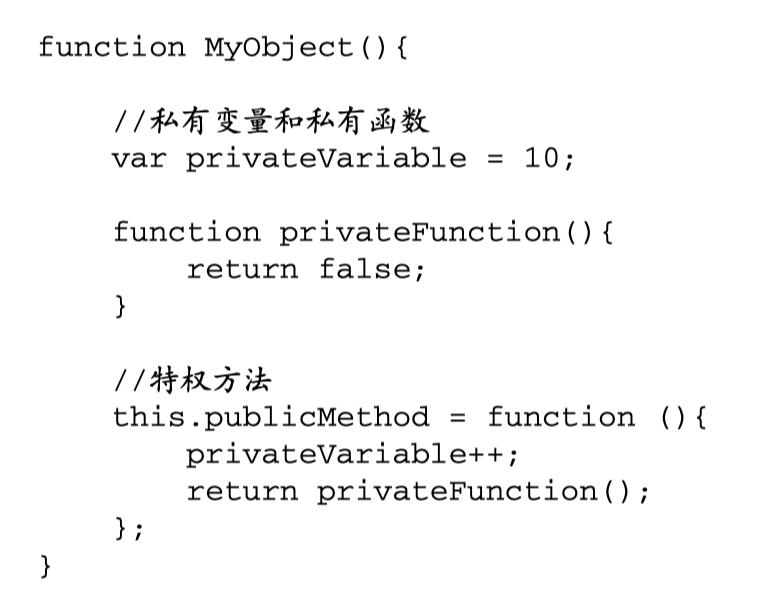 function MyObject(){
//私有变量和私有函数
var privateVariable = 10;
function privateFunction(){
return false;
}
//特权方法
this.publicMethod = function (){
privateVariable++;
return privateFunction();
};
}